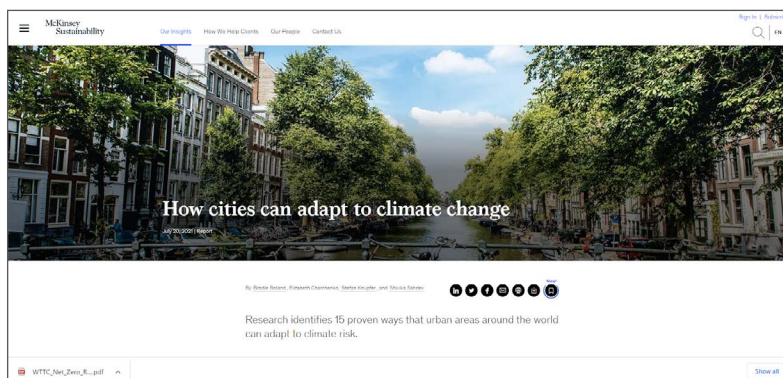 Sign In | Subscribe
McKinsey
Sustainability
Our Insights How We Help Clients Our People Contact Us
EN
How cities can adapt to climate change
July 20, 2021 | Report
New
By Brodie Boland, Elizabeth Charchenko, Stefan Knupfer, and Shivika Sahdev
Research identifies 15 proven ways that urban areas around the world
can adapt to climate risk.
WTTC_Net_Zero_R....pdf
Show all